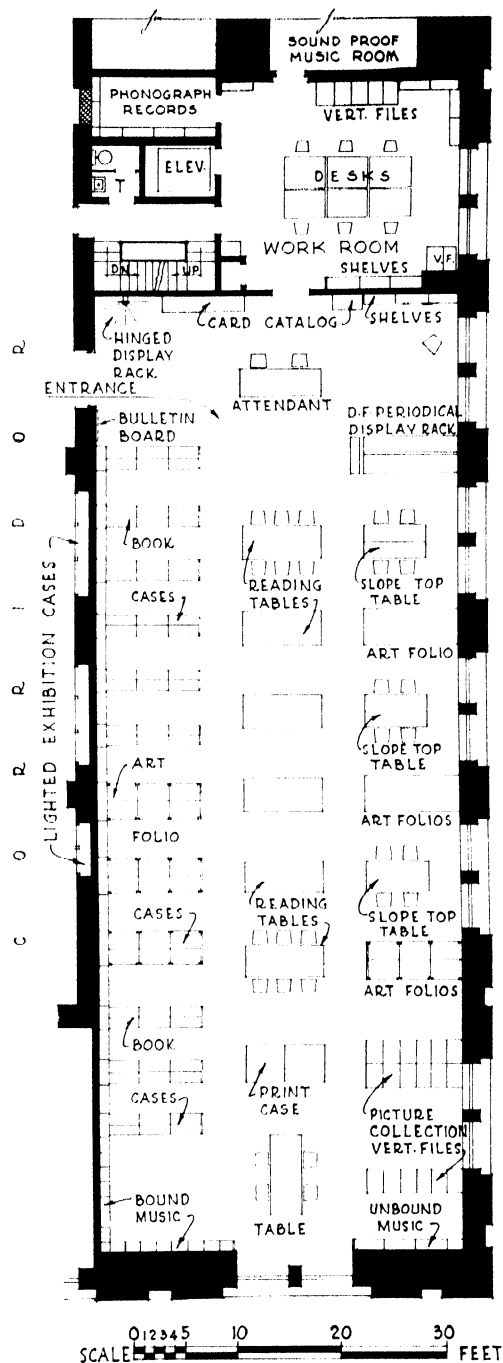 SOUND PROOF
MUSIC ROOM
PHONOGRAPH
RECORDS
VERT. FILES
T
ELEV.
DESKS
WORK ROOM
DN.
UP.
SHELVES
V.F.
HINGED
DISPLAY
RACK
CARD CATALOG
SHELVES
ENTRANCE
ATTENDANT
BULLETIN
BOARD
D.F. PERIODICAL
DISPLAY RACK
CORRIDOR
LIGHTED EXHIBITION CASES
BOOK
CASES
READING
TABLES
SLOPE TOP
TABLE
ART FOLIO
ART
FOLIO
CASES
SLOPE TOP
TABLE
ART FOLIOS
READING
TABLES
SLOPE TOP
TABLE
ART FOLIOS
BOOK
CASES
PRINT
CASE
PICTURE
COLLECTION
VERT. FILES
BOUND
MUSIC
TABLE
UNBOUND
MUSIC
SCALE 0 1 2 3 4 5 10 20 30 FEET